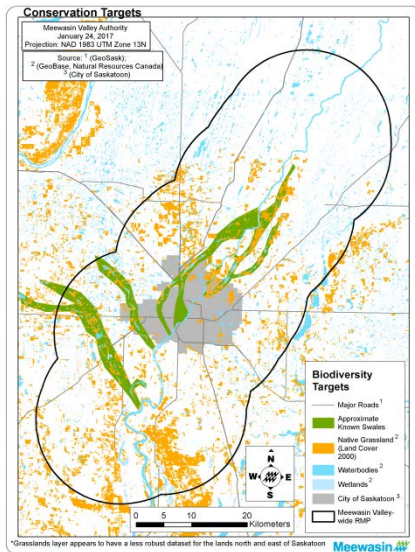 Conservation Targets
Meewasin Valley Authority
January 24, 2017
Projection: NAD 1983 UTM Zone 13N
Source: ¹ (GeoSask);
² (GeoBase, Natural Resources Canada)
³ (City of Saskatoon)
Biodiversity
Targets
Major Roads ¹
Approximate
Known Swales
Native Grassland ²
(Land Cover
2000)
Waterbodies ²
Wetlands ²
City of Saskatoon ³
Meewasin Valley-
wide RMP
N
W E
S
0 10 20
Kilometers
*Grasslands layer appears to have a less robust dataset for the lands north and east of Saskatoon
Meewasin